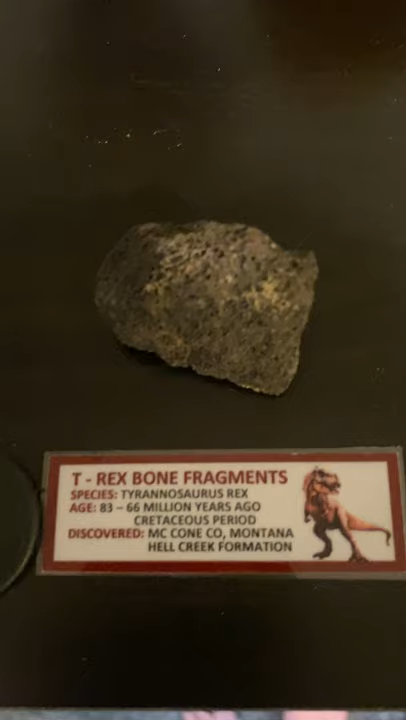 T - REX BONE FRAGMENTS
SPECIES: TYRANNOSAURUS REX
AGE: 83 – 66 MILLION YEARS AGO
CRETACEOUS PERIOD
DISCOVERED: MC CONE CO, MONTANA
HELL CREEK FORMATION